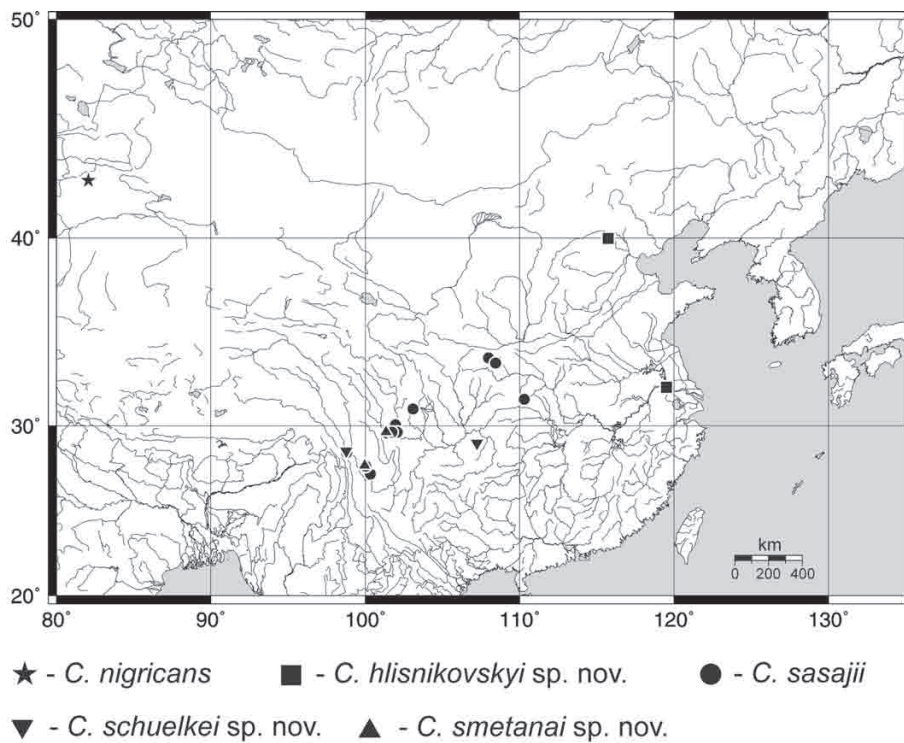 50°
40°
30°
20°
km
0 200 400
80° 90° 100° 110° 120° 130°
★ - C. nigricans ■ - C. hlisnikovskyi sp. nov. ● - C. sasajii
▼ - C. schuelkei sp. nov. ▲ - C. smetanai sp. nov.